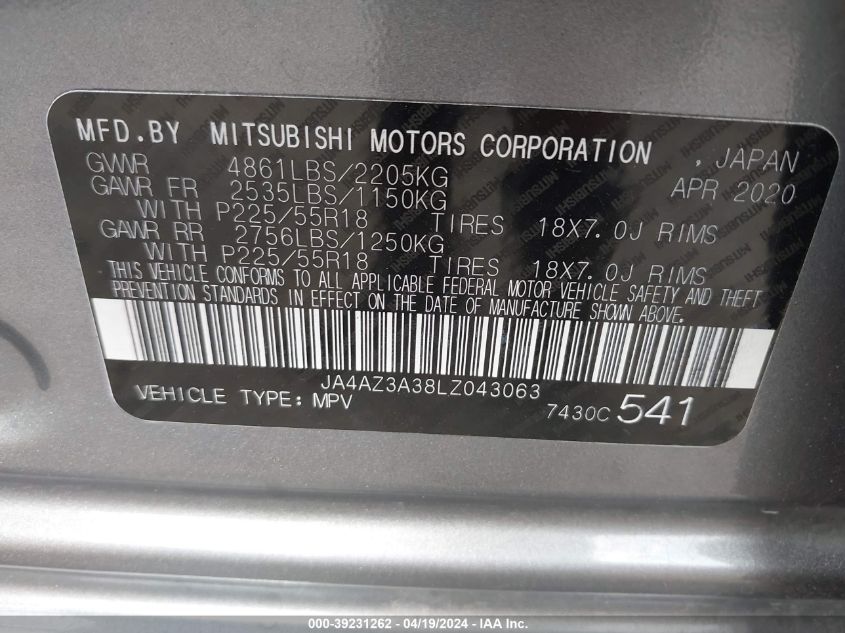 MFD.BY MITSUBISHI MOTORS CORPORATION , JAPAN
GVWR 4861LBS/2205KG APR 2020
GAWR FR 2535LBS/1150KG
WITH P225/55R18 TIRES 18X7.0J RIMS
GAWR RR 2756LBS/1250KG
WITH P225/55R18 TIRES 18X7.0J RIMS
THIS VEHICLE CONFORMS TO ALL APPLICABLE FEDERAL MOTOR VEHICLE SAFETY AND THEFT
PREVENTION STANDARDS IN EFFECT ON THE DATE OF MANUFACTURE SHOWN ABOVE.
JA4AZ3A38LZ043063
VEHICLE TYPE: MPV 7430C 541
000-39231262 - 04/19/2024 - IAA Inc.